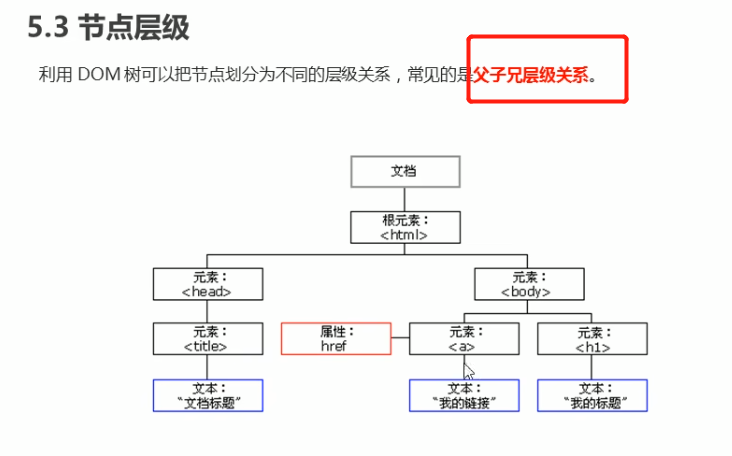 5.3 节点层级
利用 DOM 树可以把节点划分为不同的层级关系，常见的是父子兄层级关系。
文档
根元素：
<html>
元素：
<head>
元素：
<body>
元素：
<title>
属性：
href
元素：
<a>
元素：
<h1>
文本：
“文档标题”
文本：
“我的链接”
文本：
“我的标题”